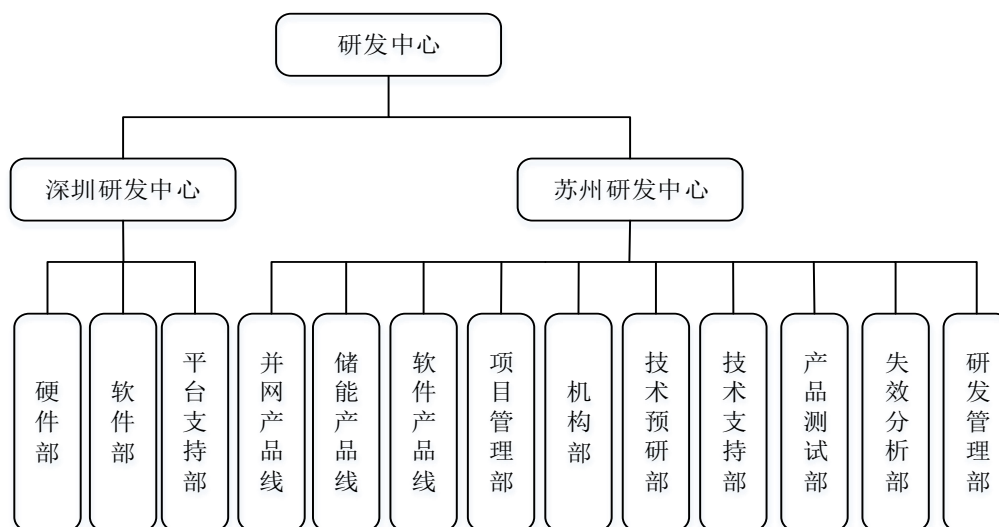 研发中心
深圳研发中心
苏州研发中心
硬件部
软件部
平台支持部
并网产品线
储能产品线
软件产品线
项目管理部
机构部
技术预研部
技术支持部
产品测试部
失效分析部
研发管理部